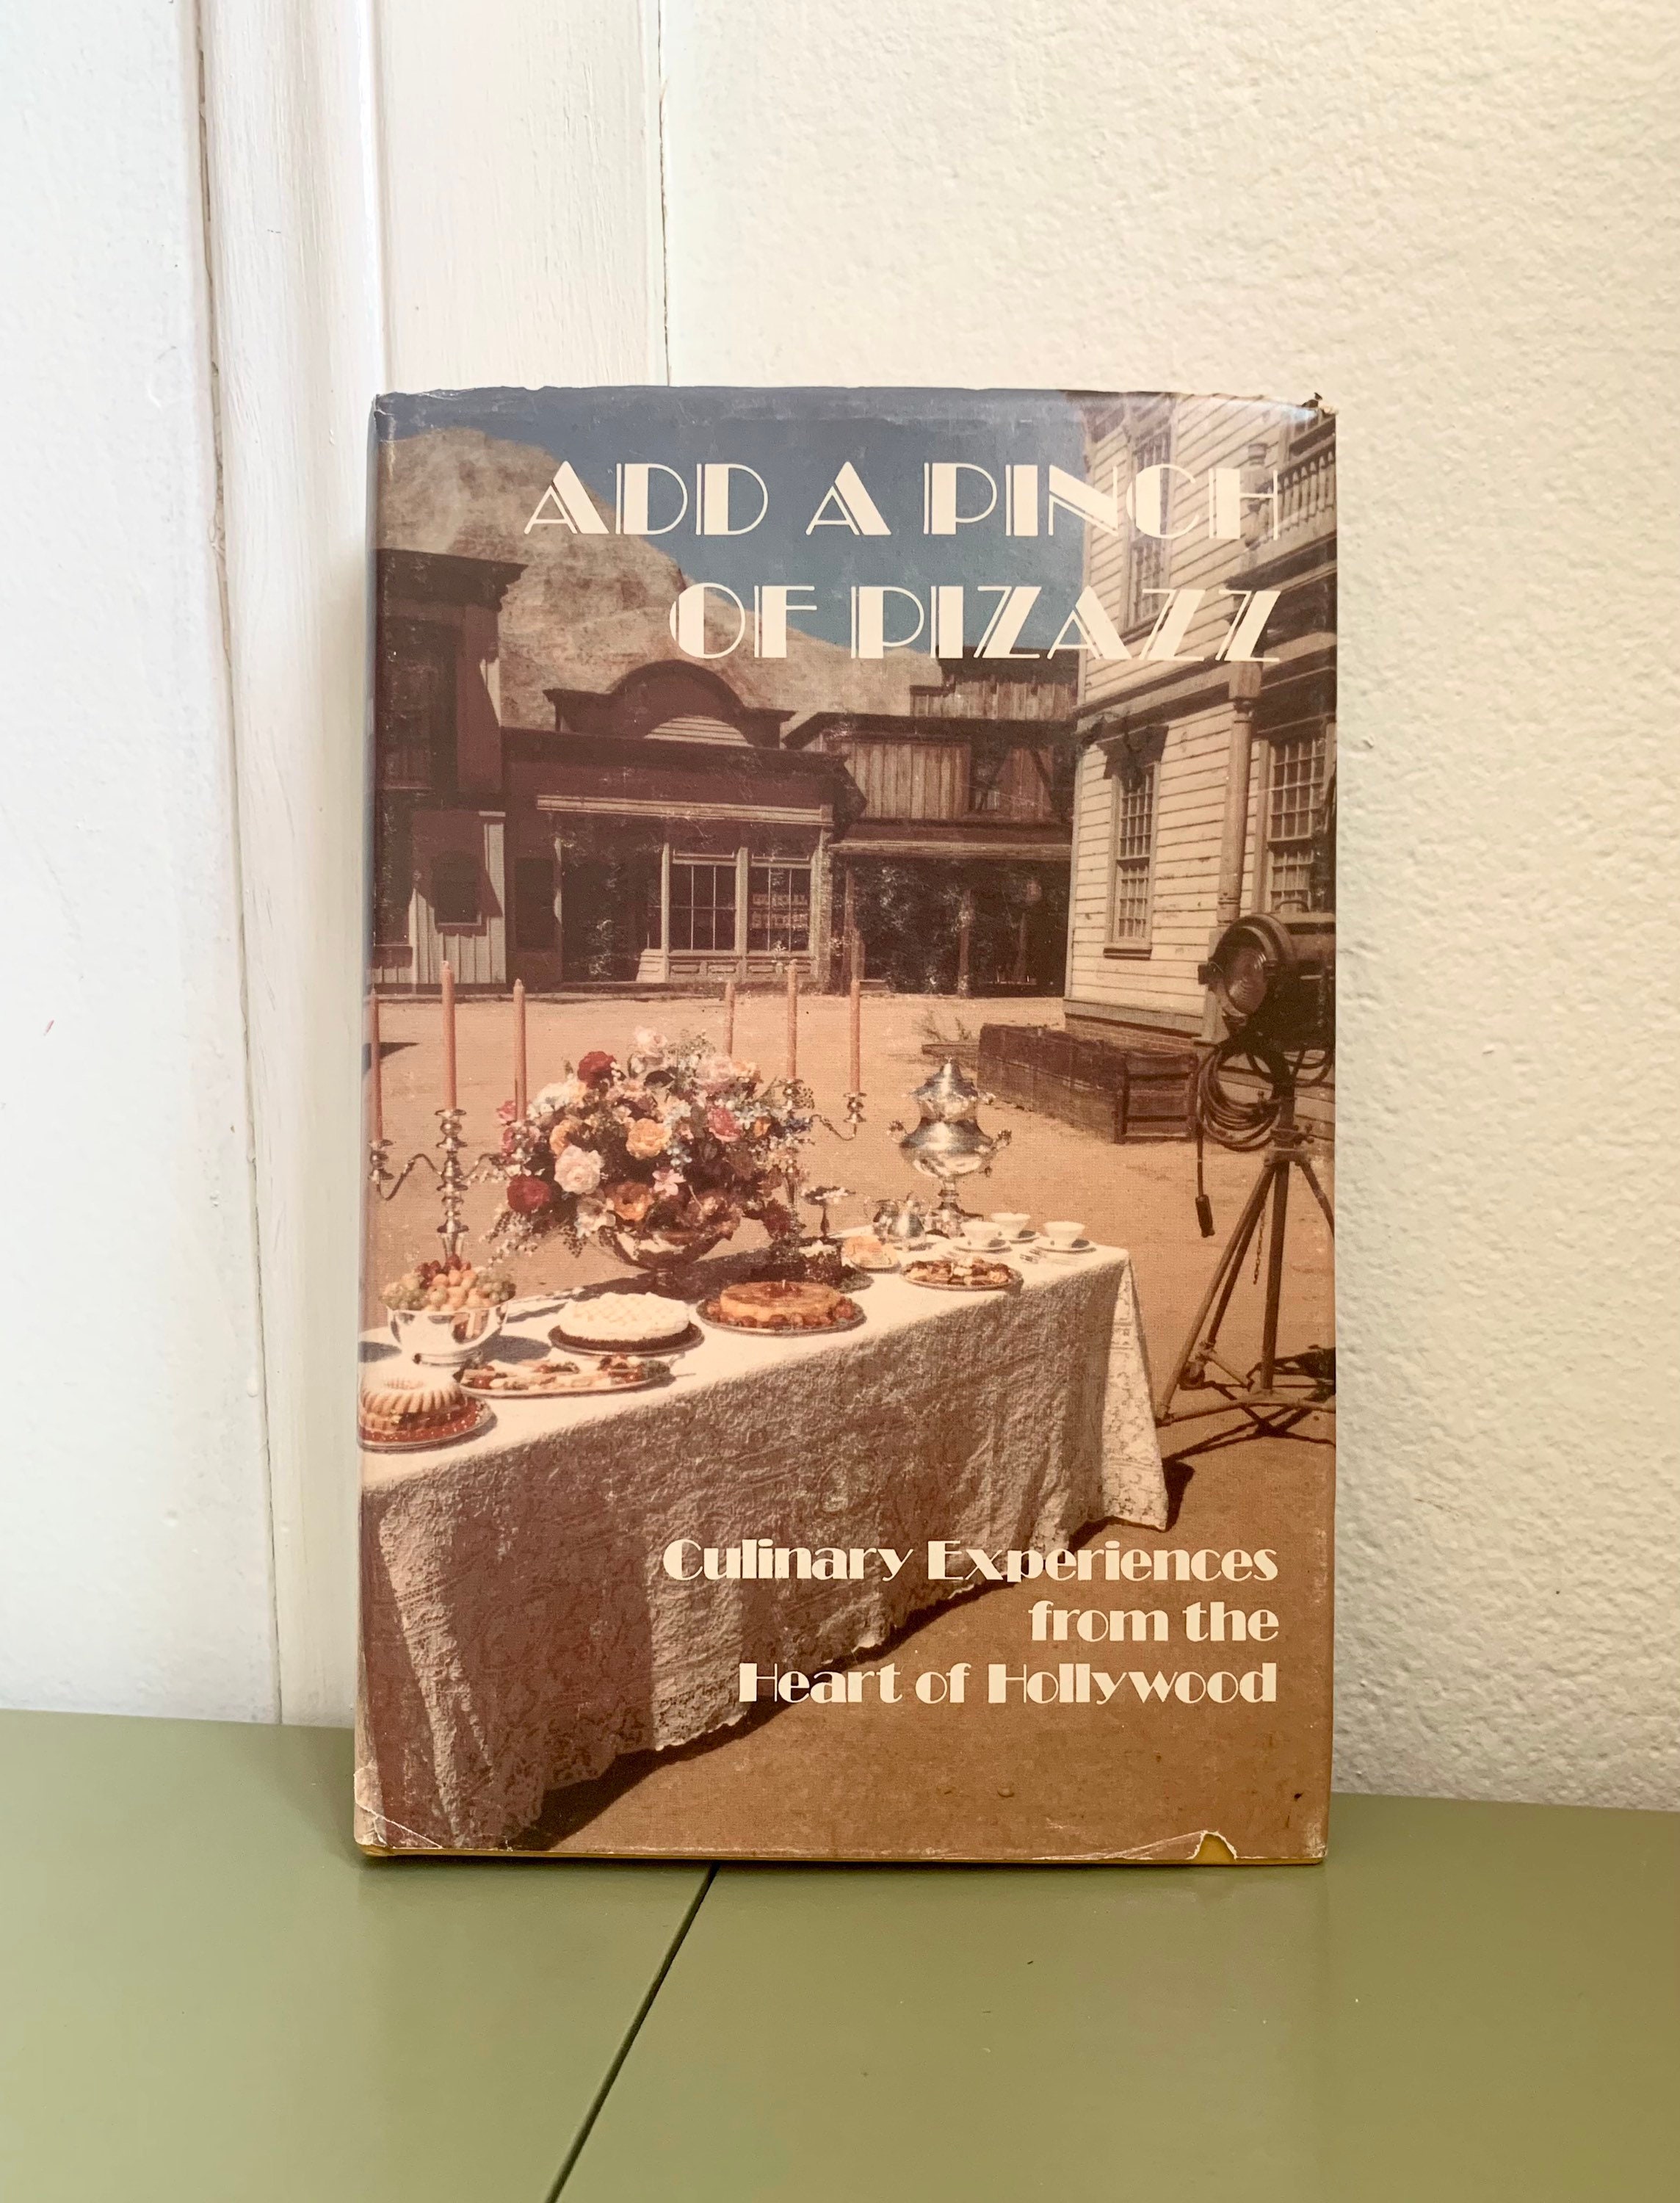 ADD A PINCH
OF PIZAZZ
Culinary Experiences
from the
Heart of Hollywood